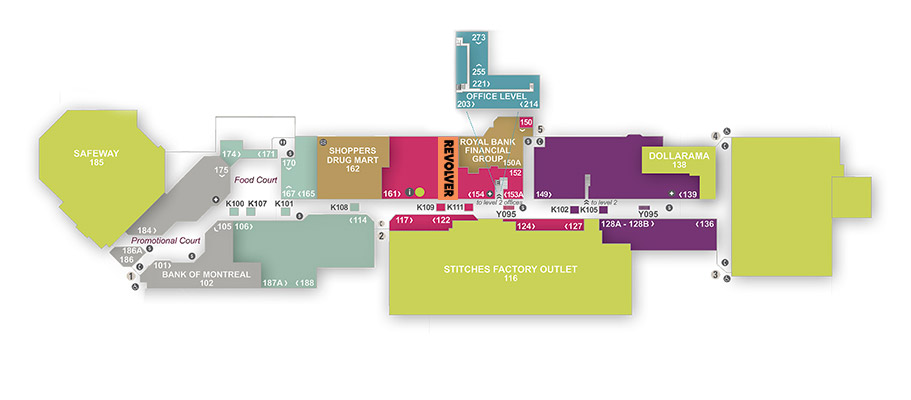 273
255
221
OFFICE LEVEL
203 214
150
5
4
SAFEWAY
185
174 171
175
170
Food Court
167 165
SHOPPERS
DRUG MART
162
161
REVOLVER
ROYAL BANK
FINANCIAL
GROUP
150A
152
154 153A
to level 2 offices
149
to level 2
DOLLARAMA
138
139
K100 K107 K101 K108 K109 K111 Y095 K102 K105 Y095
184
Promotional Court
186A
186
1
101
105 106
114
BANK OF MONTREAL
102
187A 188
2
117 122
124 127
128A - 128B 136
STITCHES FACTORY OUTLET
116
3